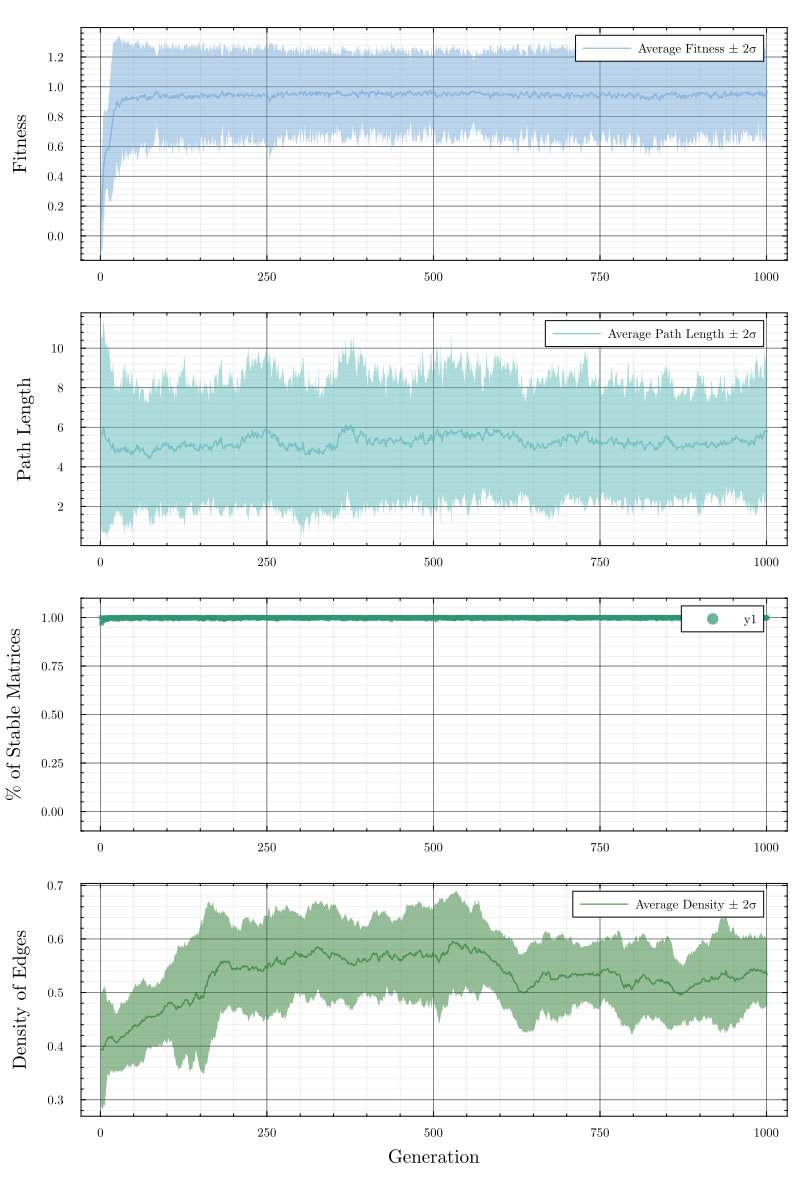 Average Fitness ± 2σ
Fitness
1.2
1.0
0.8
0.6
0.4
0.2
0.0
0 250 500 750 1000
Average Path Length ± 2σ
Path Length
10
8
6
4
2
0 250 500 750 1000
y1
% of Stable Matrices
1.00
0.75
0.50
0.25
0.00
0 250 500 750 1000
Average Density ± 2σ
Density of Edges
0.7
0.6
0.5
0.4
0.3
0 250 500 750 1000
Generation